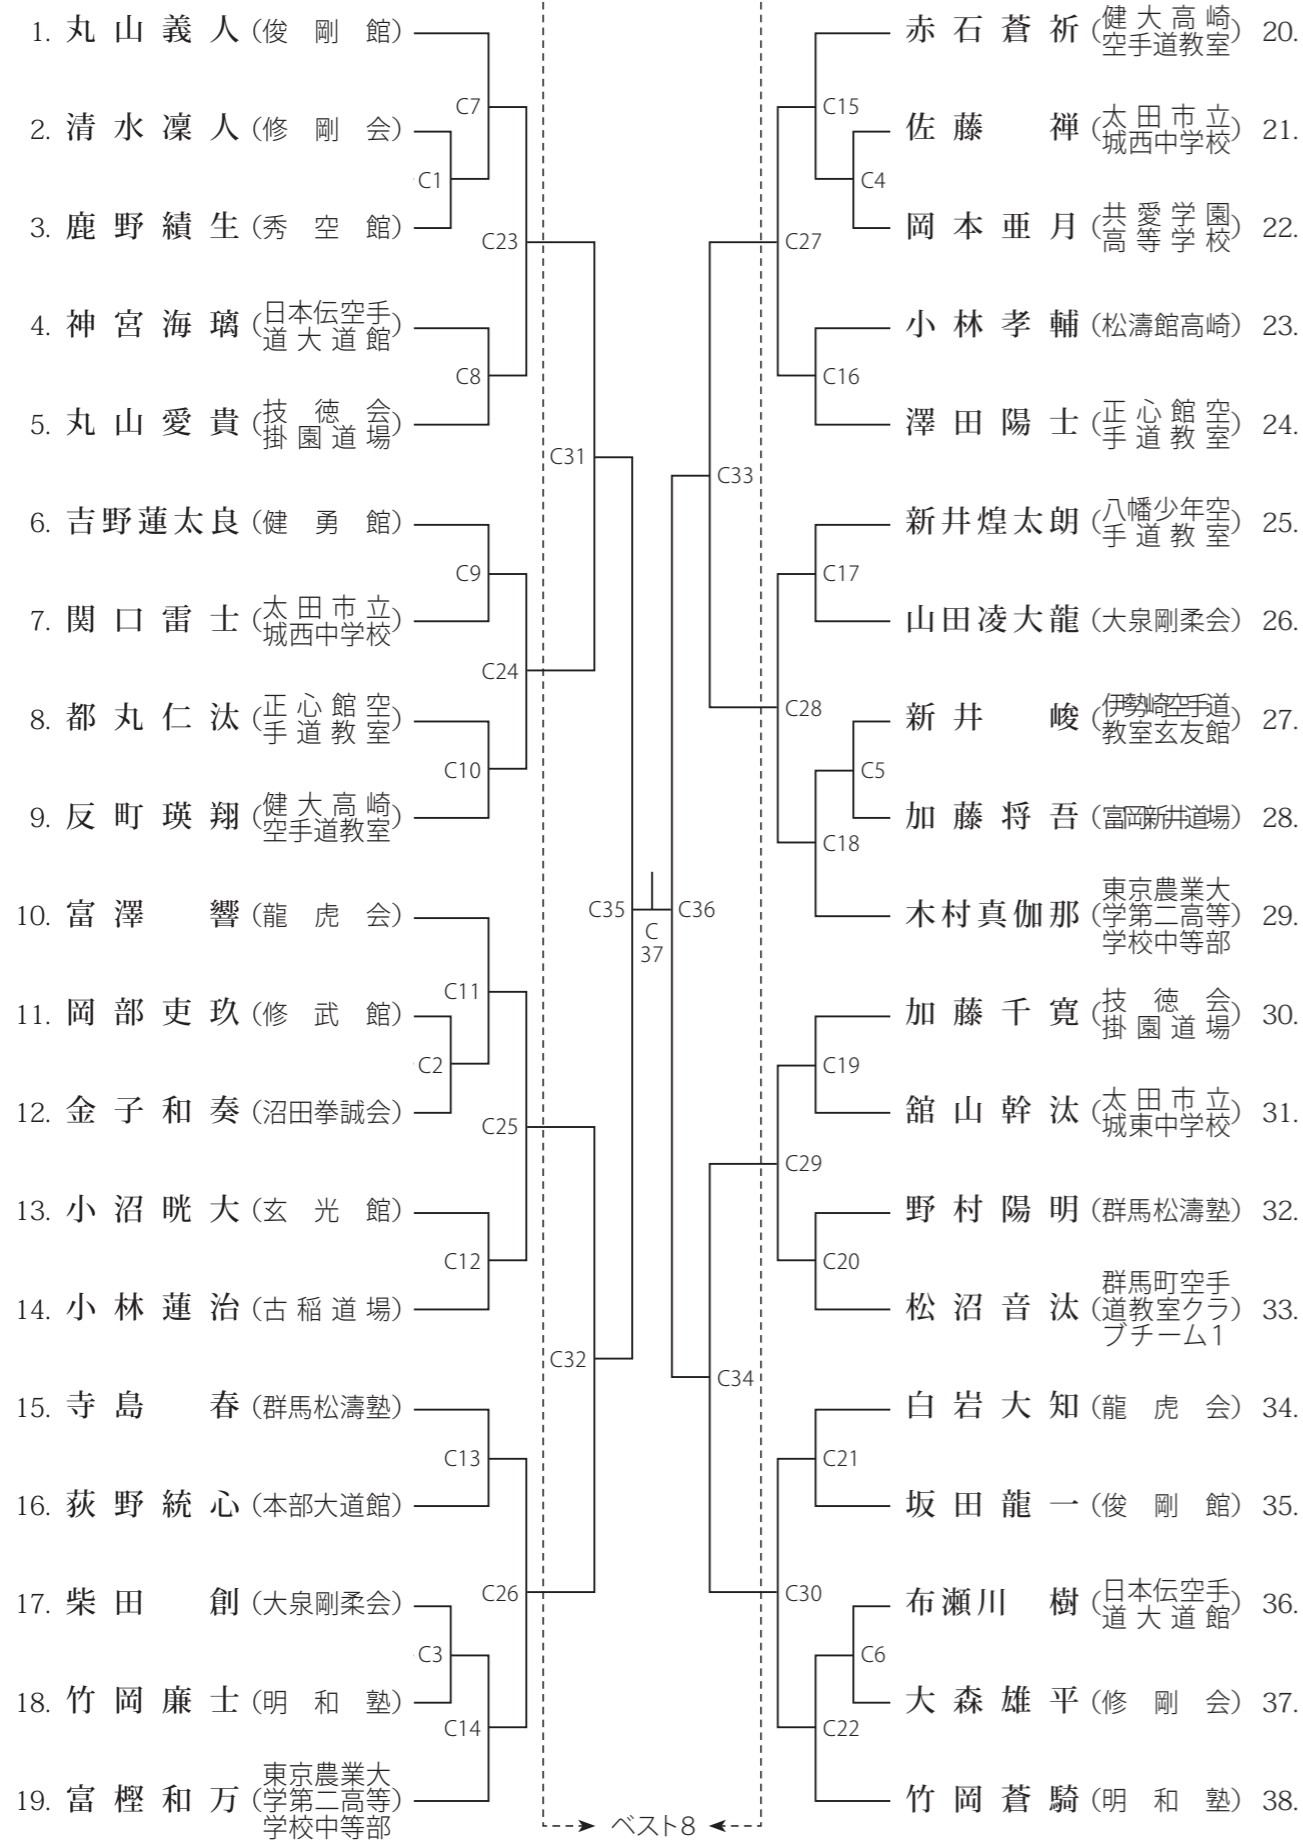 1. 丸山義人 (俊剛館)
2. 清水凜人 (修剛会)
3. 鹿野績生 (秀空館)
4. 神宮海璃 (日本伝空手
道大道館)
5. 丸山愛貴 (技徳会
掛園道場)
6. 吉野蓮太良 (健勇館)
7. 関口雷士 (太田市立
城西中学校)
8. 都丸仁汰 (正心館空
手道教室)
9. 反町瑛翔 (健大高崎
空手道教室)
10. 富澤響 (龍虎会)
11. 岡部吏玖 (修武館)
12. 金子和奏 (沼田拳誠会)
13. 小沼晄大 (玄光館)
14. 小林蓮治 (古稲道場)
15. 寺島春 (群馬松濤塾)
16. 荻野統心 (本部大道館)
17. 柴田創 (大泉剛柔会)
18. 竹岡廉士 (明和塾)
19. 富樫和万 (東京農業大
学第二高等
学校中等部)
C1
C2
C3
C7
C8
C9
C10
C11
C12
C13
C14
C23
C24
C25
C26
C31
C32
C35
C
37
C36
C33
C34
C27
C28
C29
C30
C15
C16
C17
C18
C19
C20
C21
C22
C4
C5
C6
赤石蒼祈 (健大高崎
空手道教室) 20.
佐藤禅 (太田市立
城西中学校) 21.
岡本亜月 (共愛学園
高等学校) 22.
小林孝輔 (松濤館高崎) 23.
澤田陽士 (正心館空
手道教室) 24.
新井煌太朗 (八幡少年空
手道教室) 25.
山田凌大龍 (大泉剛柔会) 26.
新井峻 (伊勢崎空手道
教室玄友館) 27.
加藤将吾 (富岡新井道場) 28.
木村真伽那 (東京農業大
学第二高等
学校中等部) 29.
加藤千寛 (技徳会
掛園道場) 30.
舘山幹汰 (太田市立
城東中学校) 31.
野村陽明 (群馬松濤塾) 32.
松沼音汰 (群馬町空手
道教室クラ
ブチーム1) 33.
白岩大知 (龍虎会) 34.
坂田龍一 (俊剛館) 35.
布瀬川樹 (日本伝空手
道大道館) 36.
大森雄平 (修剛会) 37.
竹岡蒼騎 (明和塾) 38.
ベスト8